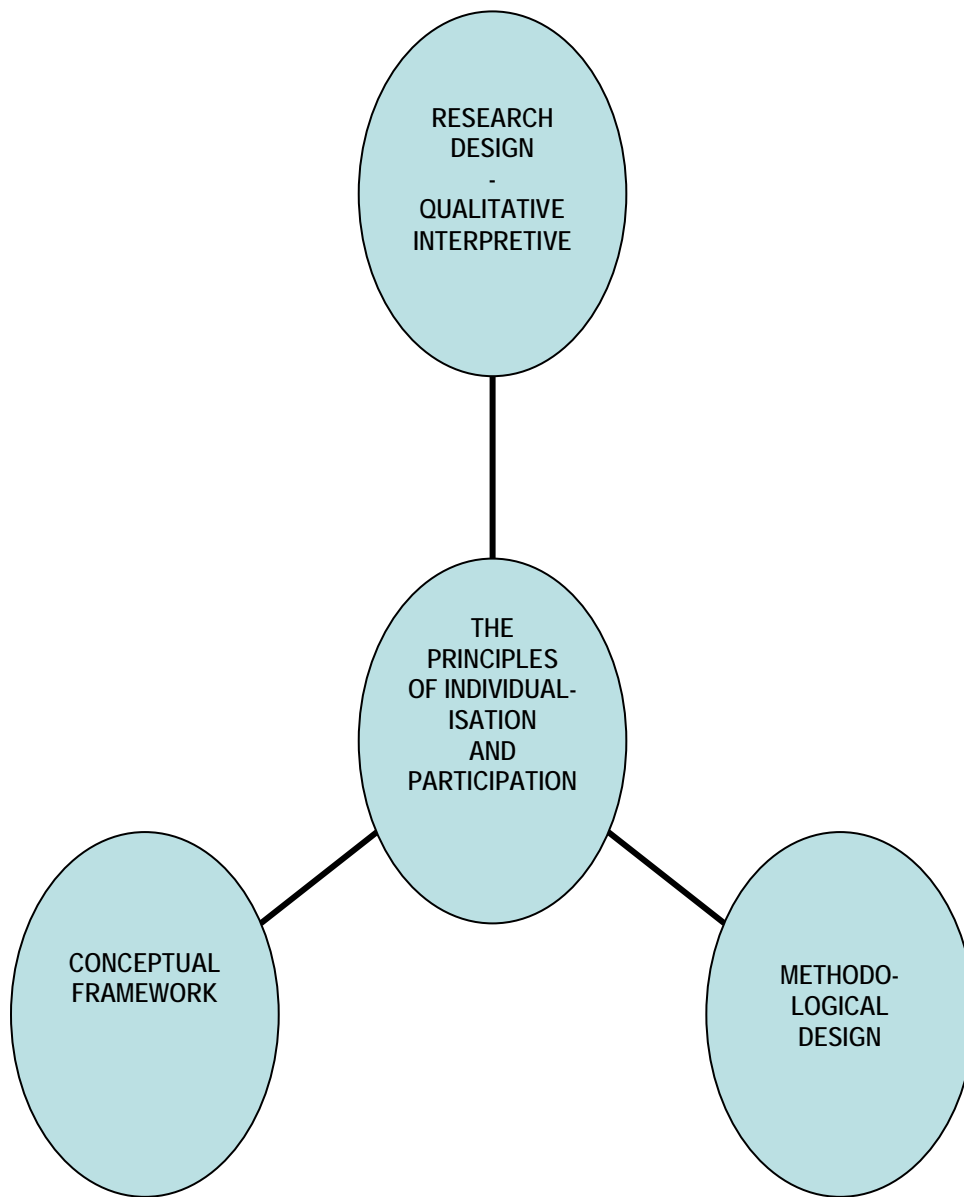 RESEARCH
DESIGN
-
QUALITATIVE
INTERPRETIVE
THE
PRINCIPLES
OF INDIVIDUAL-
ISATION
AND
PARTICIPATION
CONCEPTUAL
FRAMEWORK
METHODO-
LOGICAL
DESIGN